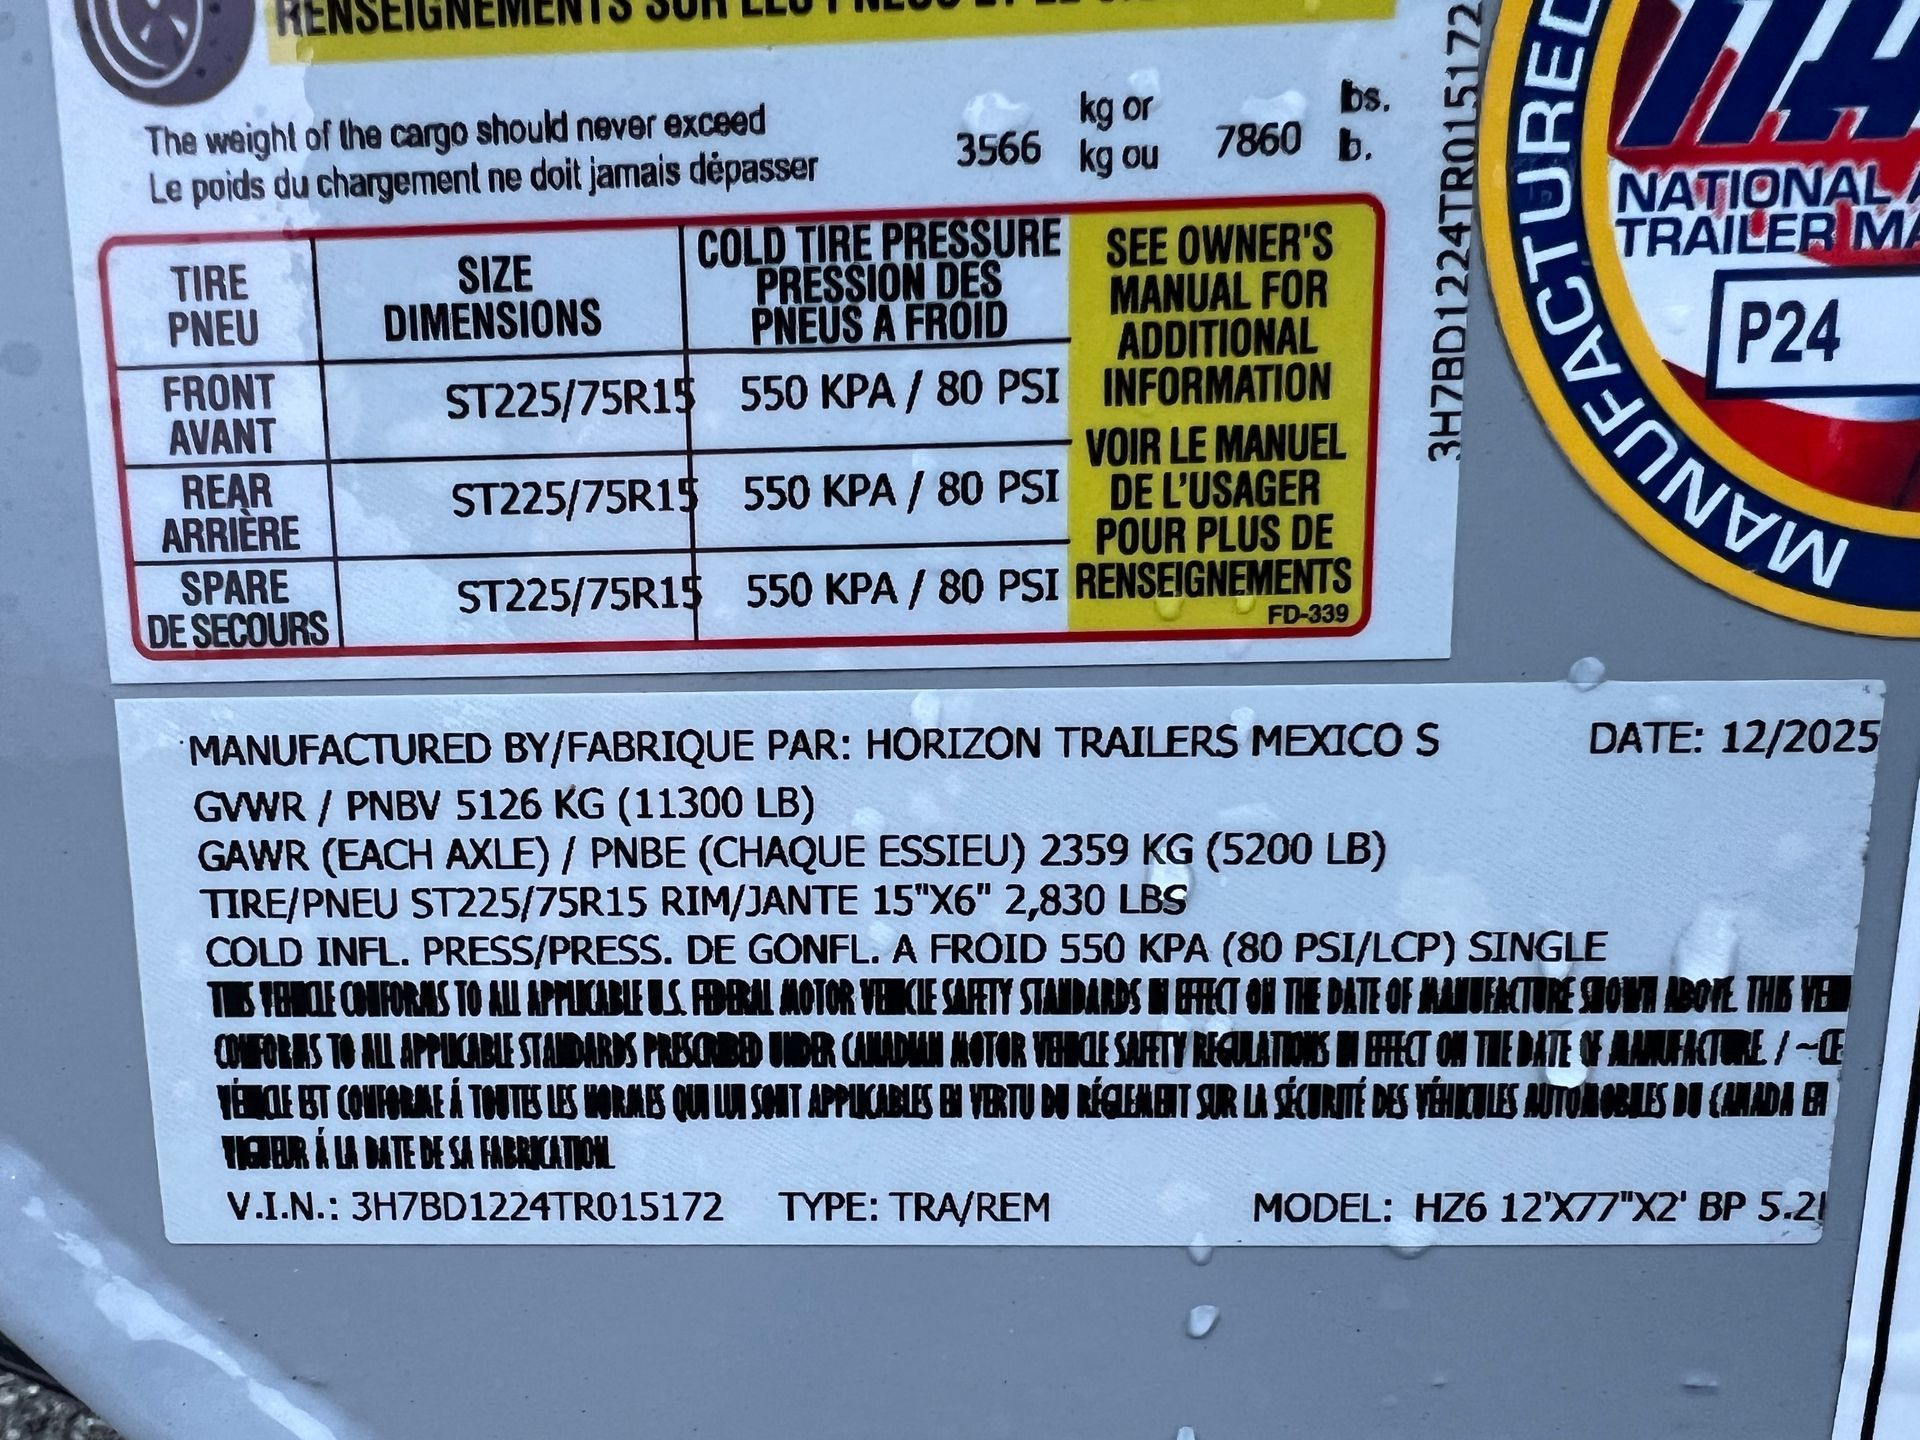 RENSEIGNEMENTS SUR LES PNEUS ET LE
The weight of the cargo should never exceed
Le poids du chargement ne doit jamais dépasser
3566 kg or 7860 lbs.
kg ou lb.
TIRE
PNEU
SIZE
DIMENSIONS
COLD TIRE PRESSURE
PRESSION DES
PNEUS A FROID
FRONT
AVANT
ST225/75R15
550 KPA / 80 PSI
REAR
ARRIÈRE
ST225/75R15
550 KPA / 80 PSI
SPARE
DE SECOURS
ST225/75R15
550 KPA / 80 PSI
SEE OWNER'S
MANUAL FOR
ADDITIONAL
INFORMATION
VOIR LE MANUEL
DE L'USAGER
POUR PLUS DE
RENSEIGNEMENTS
FD-339
3H7BD1224TR015172
MANUFACTURED
NATIONAL
TRAILER MA
P24
MANUFACTURED BY/FABRIQUE PAR: HORIZON TRAILERS MEXICO S DATE: 12/2025
GVWR / PNBV 5126 KG (11300 LB)
GAWR (EACH AXLE) / PNBE (CHAQUE ESSIEU) 2359 KG (5200 LB)
TIRE/PNEU ST225/75R15 RIM/JANTE 15"X6" 2,830 LBS
COLD INFL. PRESS/PRESS. DE GONFL. A FROID 550 KPA (80 PSI/LCP) SINGLE
THIS VEHICLE CONFORMS TO ALL APPLICABLE U.S. FEDERAL MOTOR VEHICLE SAFETY STANDARDS IN EFFECT ON THE DATE OF MANUFACTURE SHOWN ABOVE. THIS VEH
CONFORMS TO ALL APPLICABLE STANDARDS PRESCRIBED UNDER CANADIAN MOTOR VEHICLE SAFETY REGULATIONS IN EFFECT ON THE DATE OF MANUFACTURE. / ~CE
VÉHICLE EST CONFORME Á TOUTES LES NORMES QUI LUI SONT APPLICABLES EN VERTU DU RÉGLEMENT SUR LA SÉCURITÉ DES VÉHICULES AUTOMOBILES DU CANADA EN
VIGUEUR Á LA DATE DE SA FABRICATION.
V.I.N.: 3H7BD1224TR015172 TYPE: TRA/REM MODEL: HZ6 12'X77"X2' BP 5.2